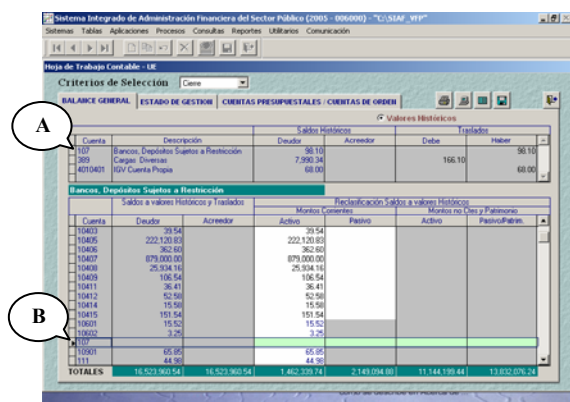 Sistema Integrado de Administración Financiera del Sector Público (2005 - 006000) - "C:\SIAF_VFP"
Sistemas Tablas Aplicaciones Procesos Consultas Reportes Utilitarios Comunicación
Hoja de Trabajo Contable - UE
Criterios de Selección Cierre
BALANCE GENERAL ESTADO DE GESTION CUENTAS PRESUPUESTALES / CUENTAS DE ORDEN
Valores Históricos
A
Saldos Históricos Traslados
Cuenta Descripción Deudor Acreedor Debe Haber
107 Bancos, Depósitos Sujetos a Restricción 98.10 98.10
389 Cargas Diversas 7,990.34 166.10
4010401 IGV Cuenta Propia 68.00 68.00
Bancos, Depósitos Sujetos a Restricción
Saldos a valores Históricos y Traslados Reclasificación Saldos a valores Históricos
Montos Corrientes Montos no Ctes y Patrimonio
Cuenta Deudor Acreedor Activo Pasivo Activo Pasivo/Patrim.
10403 39.54 39.54
10405 222,120.83 222,120.83
10406 362.60 362.60
10407 879,000.00 879,000.00
10408 25,934.16 25,934.16
10409 106.54 106.54
10411 36.41 36.41
10412 52.58 52.58
10414 15.58 15.58
10415 151.54 151.54
10601 15.52 15.52
10602 3.25 3.25
B
107
10901 65.85 65.85
111 44.98 44.98
TOTALES 16,523,960.54 16,523,960.54 1,462,339.74 2,149,094.88 11,144,199.44 13,832,076.24